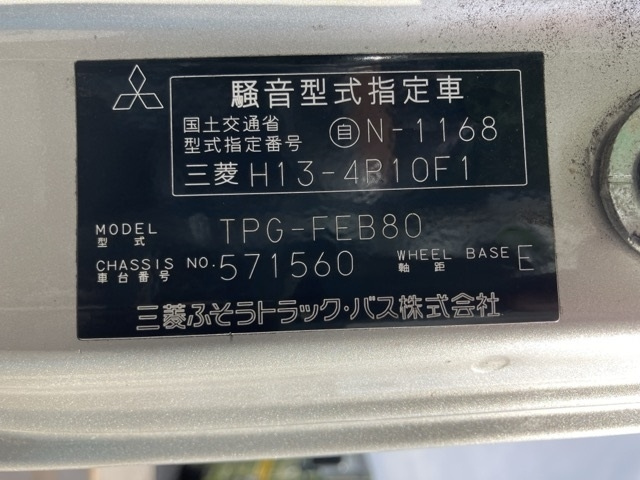 騒音型式指定車
国土交通省
型式指定番号 自 N-1168
三菱 H13-4P10F1
MODEL
型式 TPG-FEB80
CHASSIS NO.
車台番号 571560
WHEEL BASE
軸距 E
三菱ふそうトラック・バス株式会社